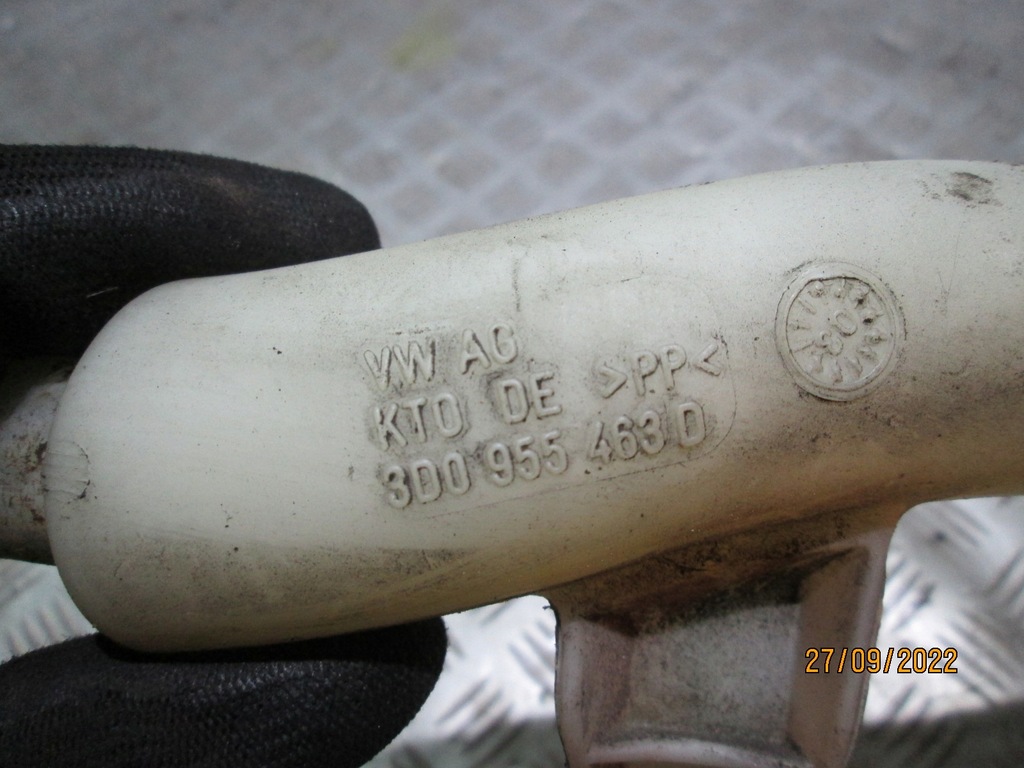 VW AG
KTO DE >PP<
3D0 955 463 D
27/09/2022